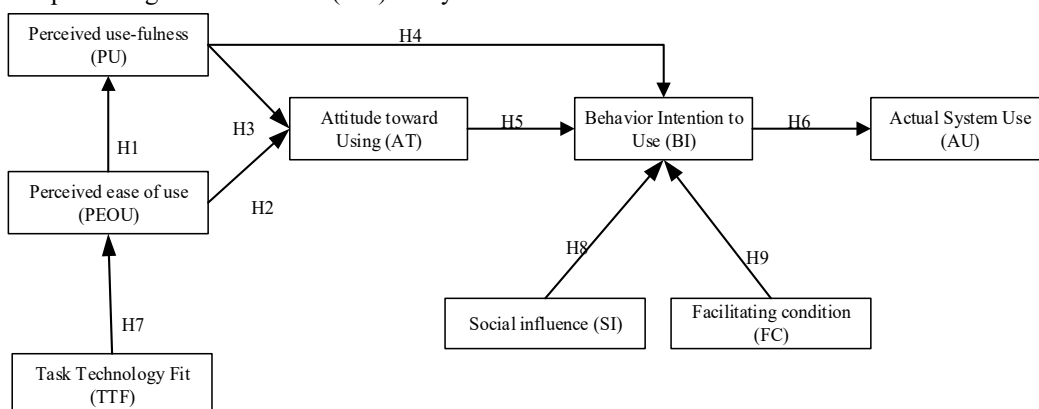 Perceived use-fulness
(PU)
H4
H3
Attitude toward
Using (AT)
H5
Behavior Intention to
Use (BI)
H6
Actual System Use
(AU)
H1
Perceived ease of use
(PEOU)
H2
H8
H9
H7
Social influence (SI)
Facilitating condition
(FC)
Task Technology Fit
(TTF)